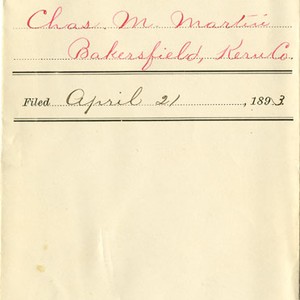 Chas. M. Martin
Bakersfield, Kern Co.
Filed April 21, 1893.